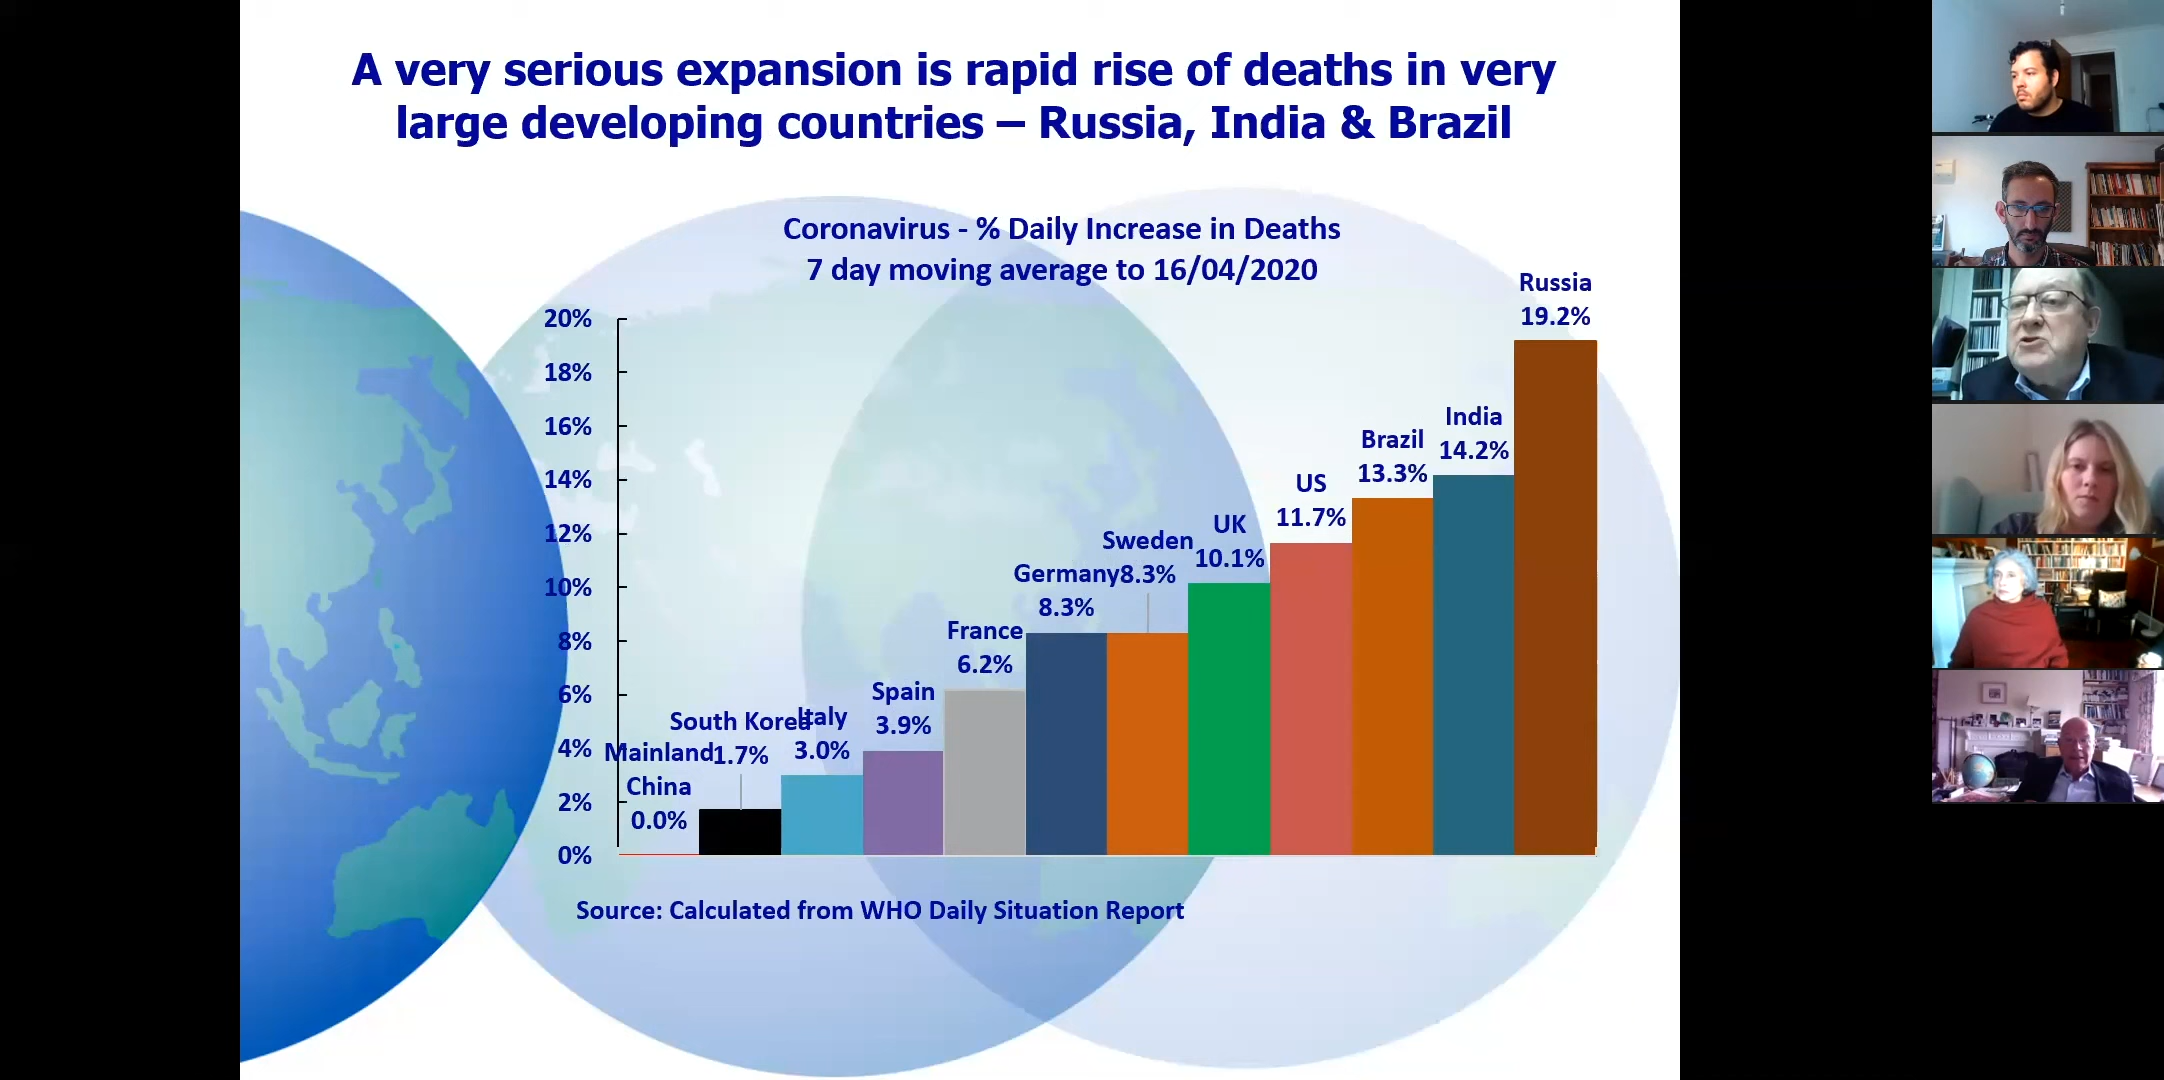 A very serious expansion is rapid rise of deaths in very
large developing countries – Russia, India & Brazil
Coronavirus - % Daily Increase in Deaths
7 day moving average to 16/04/2020
20%
18%
16%
14%
12%
10%
8%
6%
4%
2%
0%
Mainland
China
0.0%
South Korea
1.7%
Italy
3.0%
Spain
3.9%
France
6.2%
Germany
8.3%
Sweden
8.3%
UK
10.1%
US
11.7%
Brazil
13.3%
India
14.2%
Russia
19.2%
Source: Calculated from WHO Daily Situation Report